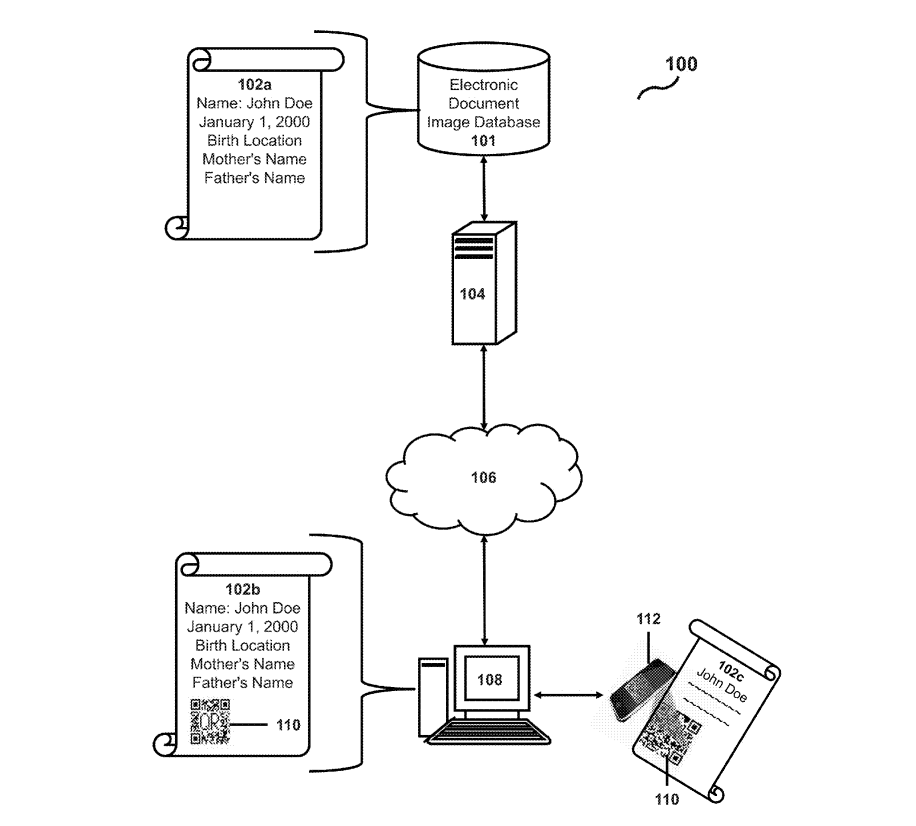 100
102a
Name: John Doe
January 1, 2000
Birth Location
Mother's Name
Father's Name
Electronic
Document
Image Database
101
104
106
102b
Name: John Doe
January 1, 2000
Birth Location
Mother's Name
Father's Name
QR
110
108
112
102c
John Doe
110